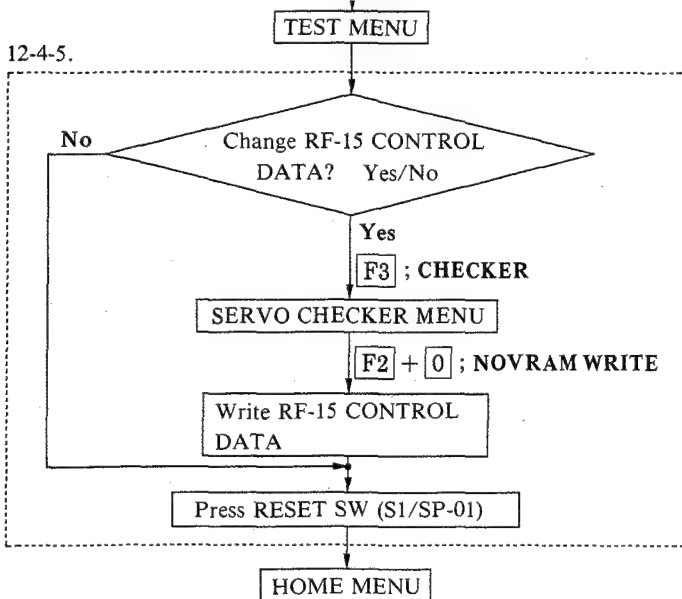 TEST MENU
12-4-5.
No
Change RF-15 CONTROL
DATA? Yes/No
Yes
F3 ; CHECKER
SERVO CHECKER MENU
F2 + 0 ; NOVRAM WRITE
Write RF-15 CONTROL
DATA
Press RESET SW (S1/SP-01)
HOME MENU